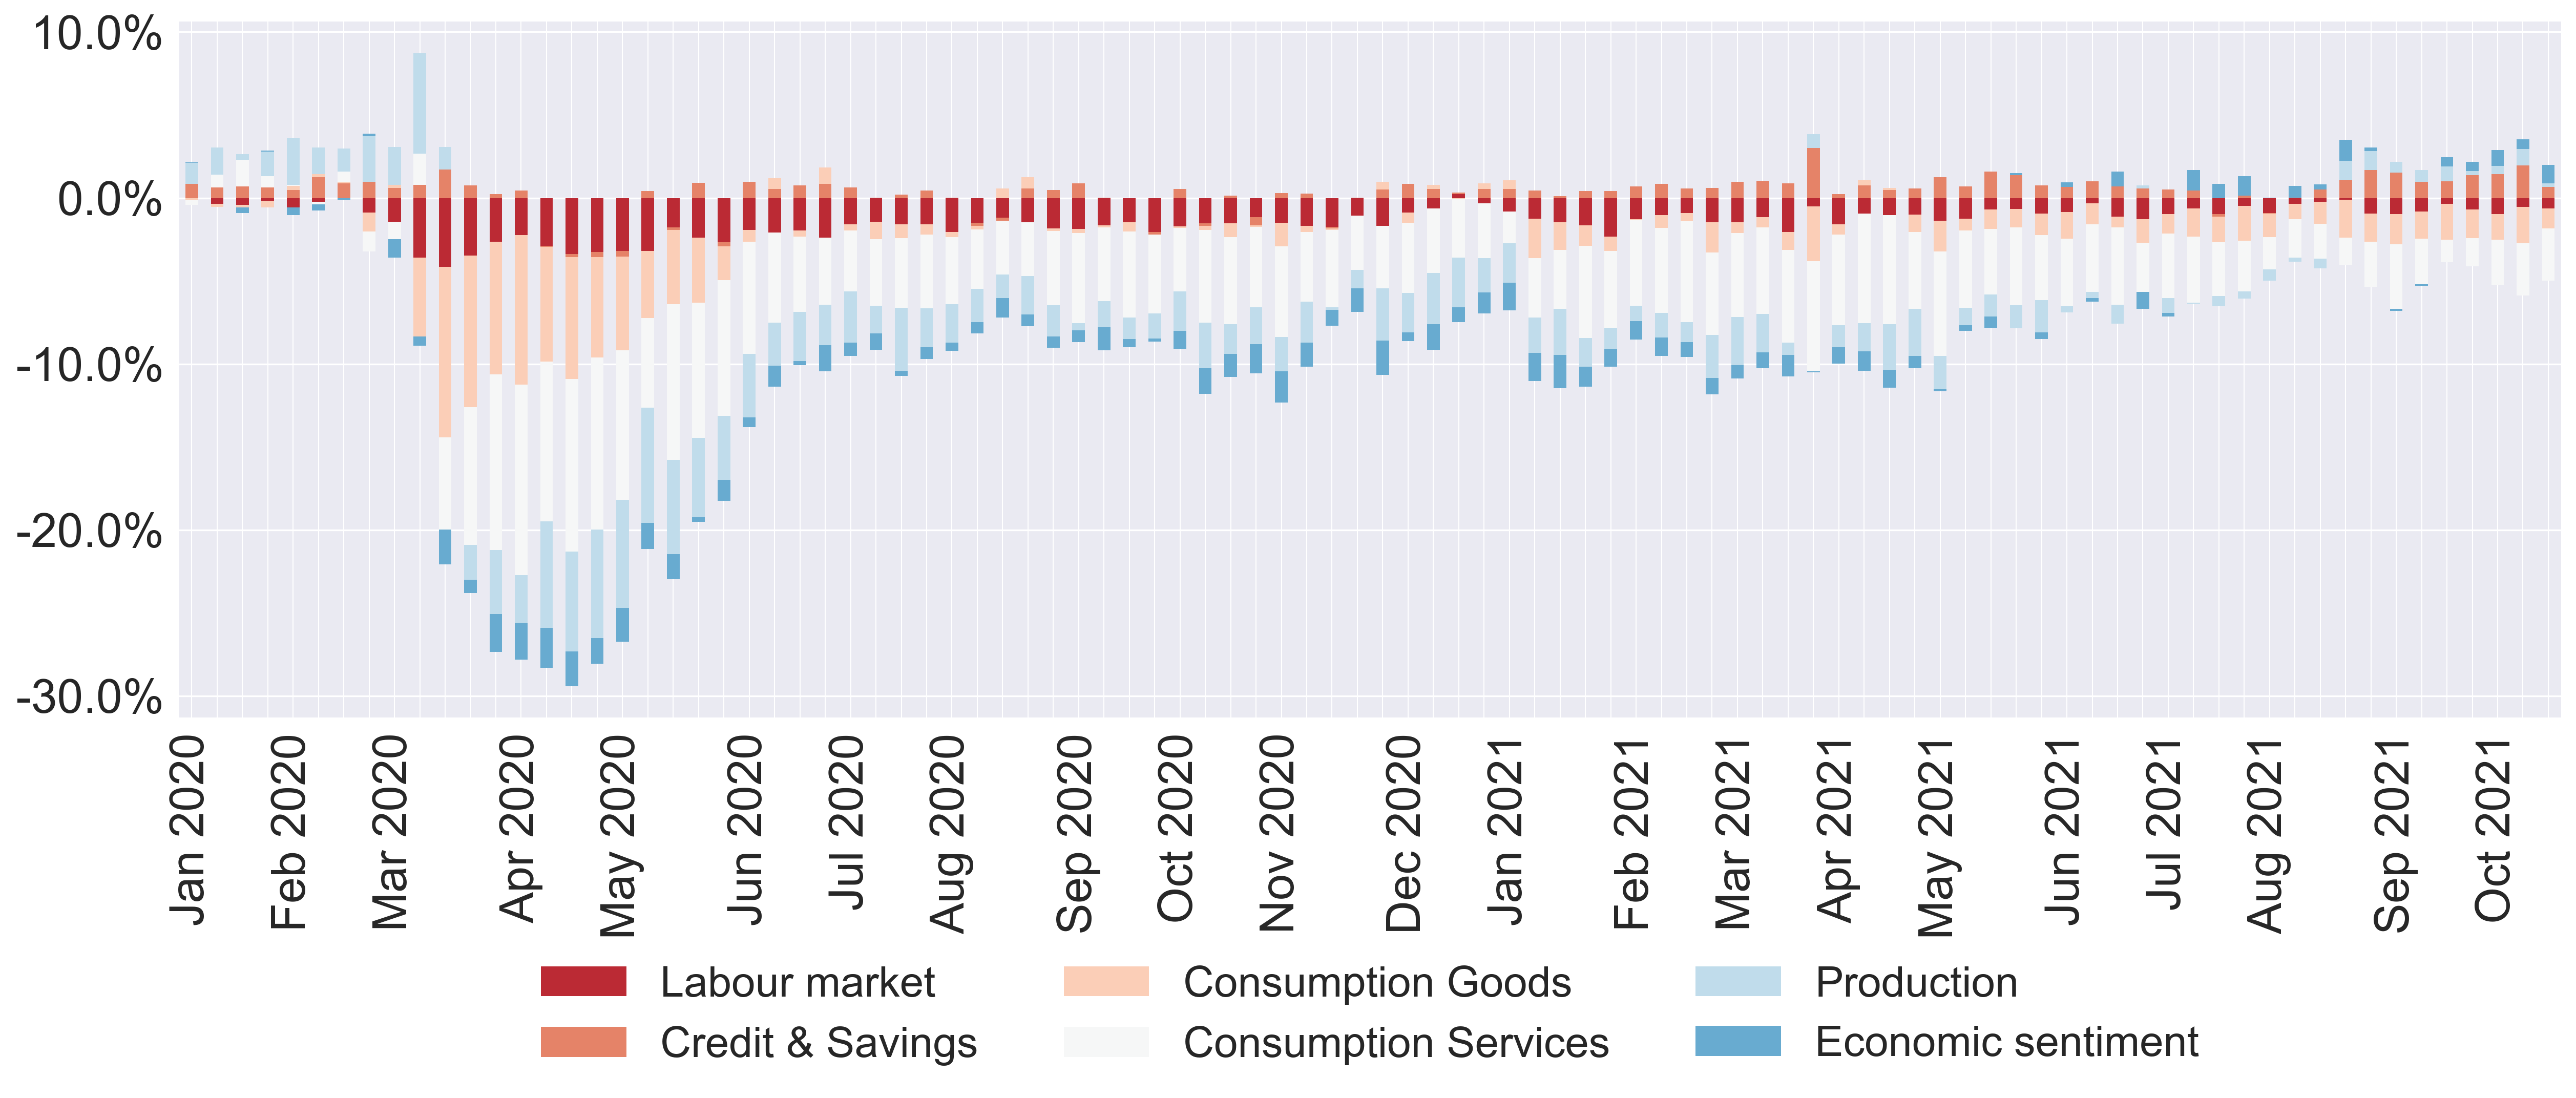 10.0%
0.0%
-10.0%
-20.0%
-30.0%
Jan 2020
Feb 2020
Mar 2020
Apr 2020
May 2020
Jun 2020
Jul 2020
Aug 2020
Sep 2020
Oct 2020
Nov 2020
Dec 2020
Jan 2021
Feb 2021
Mar 2021
Apr 2021
May 2021
Jun 2021
Jul 2021
Aug 2021
Sep 2021
Oct 2021
Labour market
Credit & Savings
Consumption Goods
Consumption Services
Production
Economic sentiment